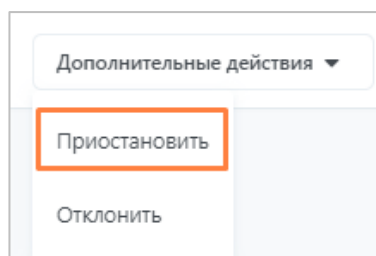 Дополнительные действия
Приостановить
Отклонить